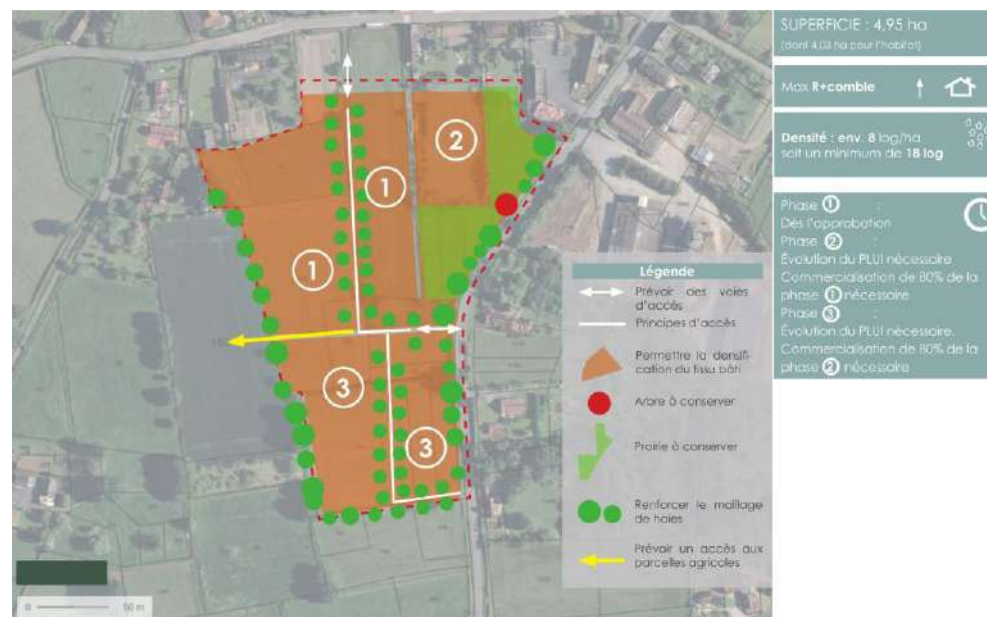 SUPERFICIE : 4,95 ha
(dont 4,03 ha pour l'habitat)
Max R+comble
Densité : env. 8 log/ha
soit un minimum de 18 log
Phase 1 :
Dès l'approbation
Phase 2 :
Évolution du PLUi nécessaire
Commercialisation de 80% de la
phase 1 nécessaire
Phase 3 :
Évolution du PLUi nécessaire.
Commercialisation de 80% de la
phase 2 nécessaire
2
1
1
3
3
Légende
Prévoir des voies
d'accès
Principes d'accès
Permettre la densifi-
cation du tissu bâti
Arbre à conserver
Prairie à conserver
Renforcer le maillage
de haies
Prévoir un accès aux
parcelles agricoles
0 50 m